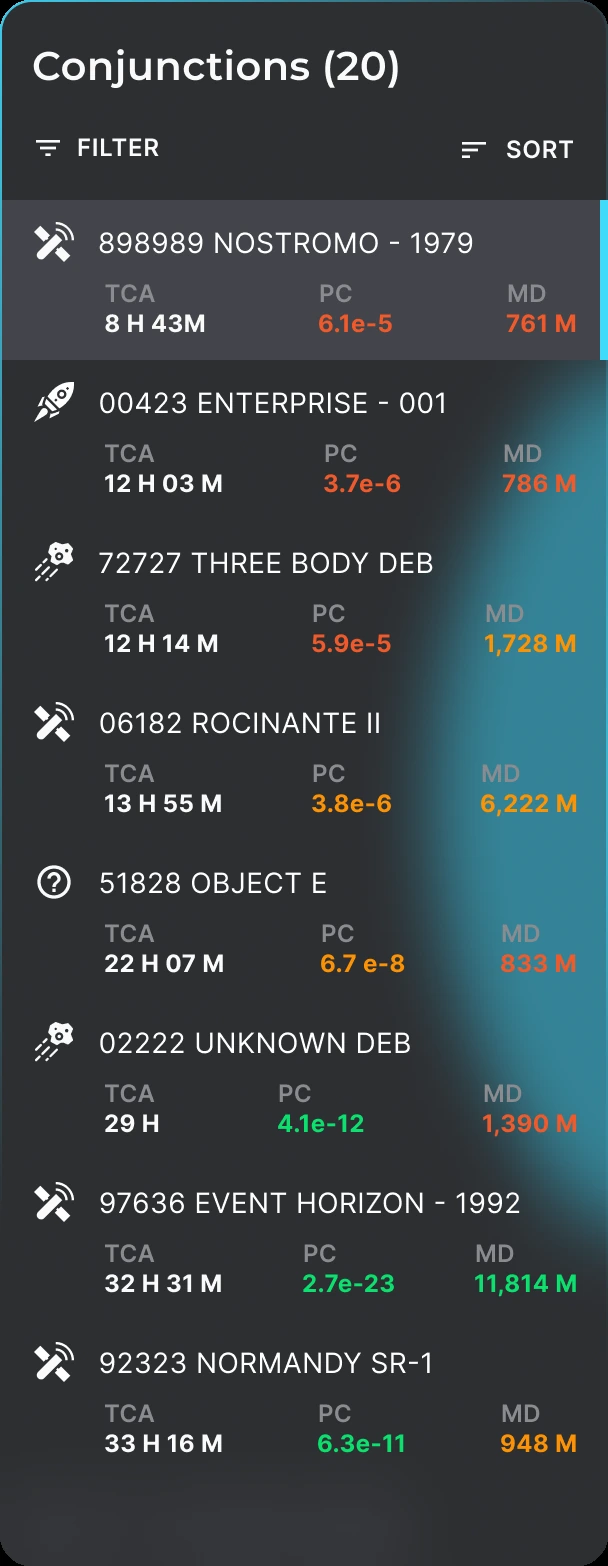 Conjunctions (20)
FILTER SORT
898989 NOSTROMO - 1979
TCA PC MD
8 H 43M 6.1e-5 761 M
00423 ENTERPRISE - 001
TCA PC MD
12 H 03 M 3.7e-6 786 M
72727 THREE BODY DEB
TCA PC MD
12 H 14 M 5.9e-5 1,728 M
06182 ROCINANTE II
TCA PC MD
13 H 55 M 3.8e-6 6,222 M
51828 OBJECT E
TCA PC MD
22 H 07 M 6.7 e-8 833 M
02222 UNKNOWN DEB
TCA PC MD
29 H 4.1e-12 1,390 M
97636 EVENT HORIZON - 1992
TCA PC MD
32 H 31 M 2.7e-23 11,814 M
92323 NORMANDY SR-1
TCA PC MD
33 H 16 M 6.3e-11 948 M